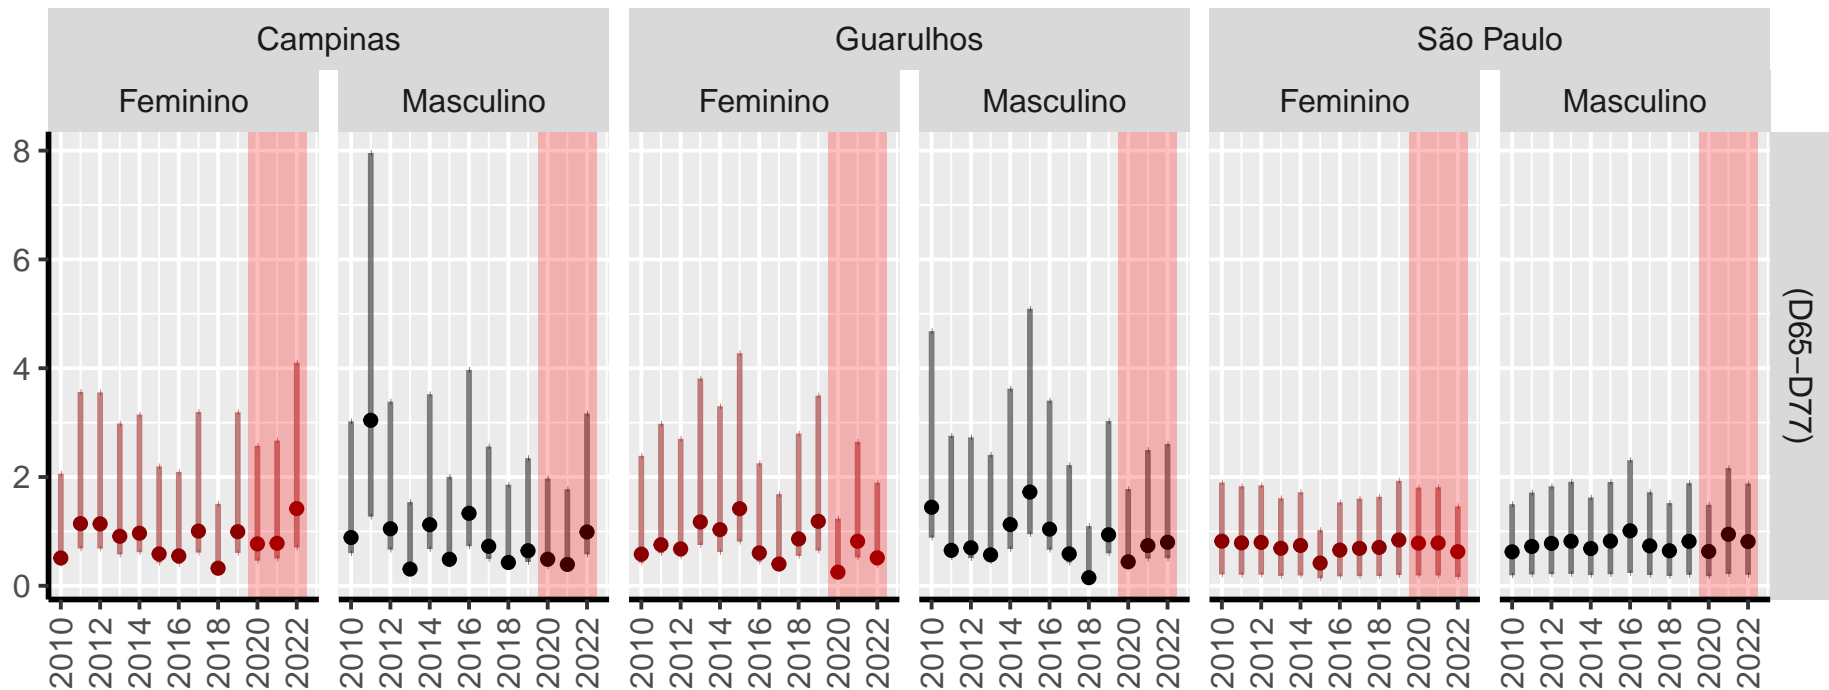 Campinas Guarulhos São Paulo
Feminino Masculino Feminino Masculino Feminino Masculino
8
6
4
2
0
(D65–D77)
2010 2012 2014 2016 2018 2020 2022 2010 2012 2014 2016 2018 2020 2022 2010 2012 2014 2016 2018 2020 2022 2010 2012 2014 2016 2018 2020 2022 2010 2012 2014 2016 2018 2020 2022 2010 2012 2014 2016 2018 2020 2022